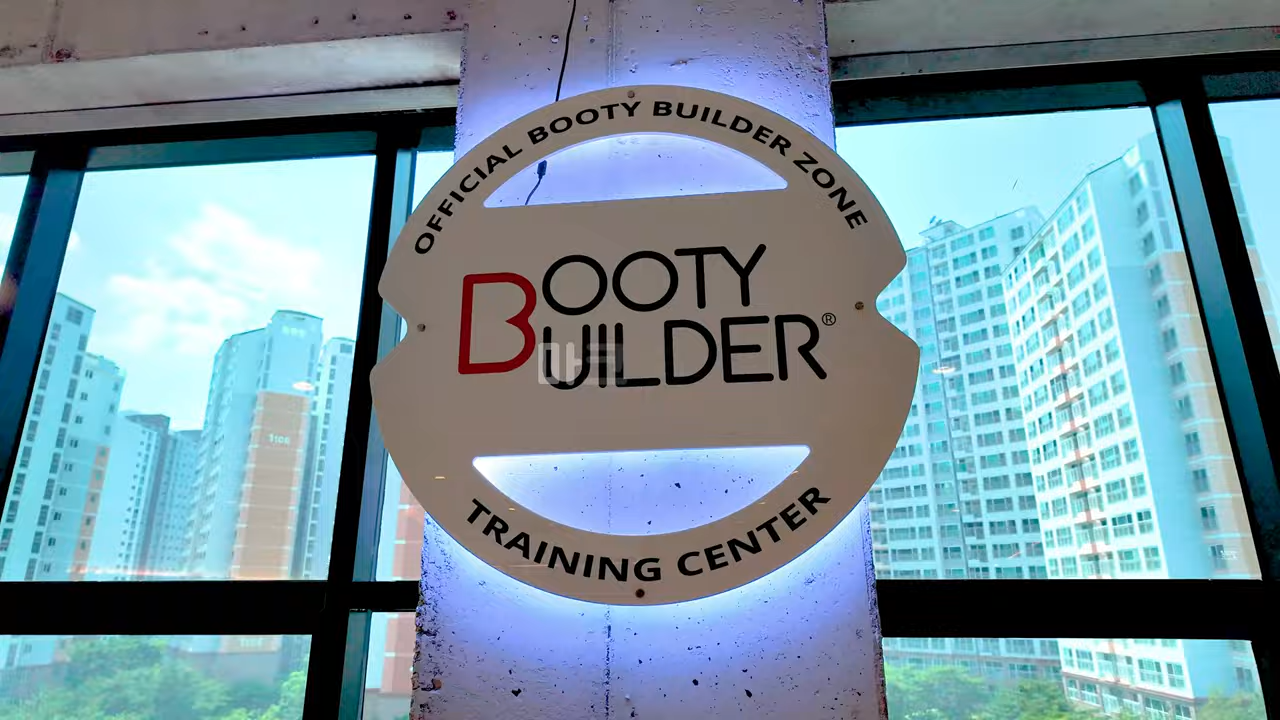 OFFICIAL BOOTY BUILDER ZONE
BOOTY
BUILDER®
TRAINING CENTER